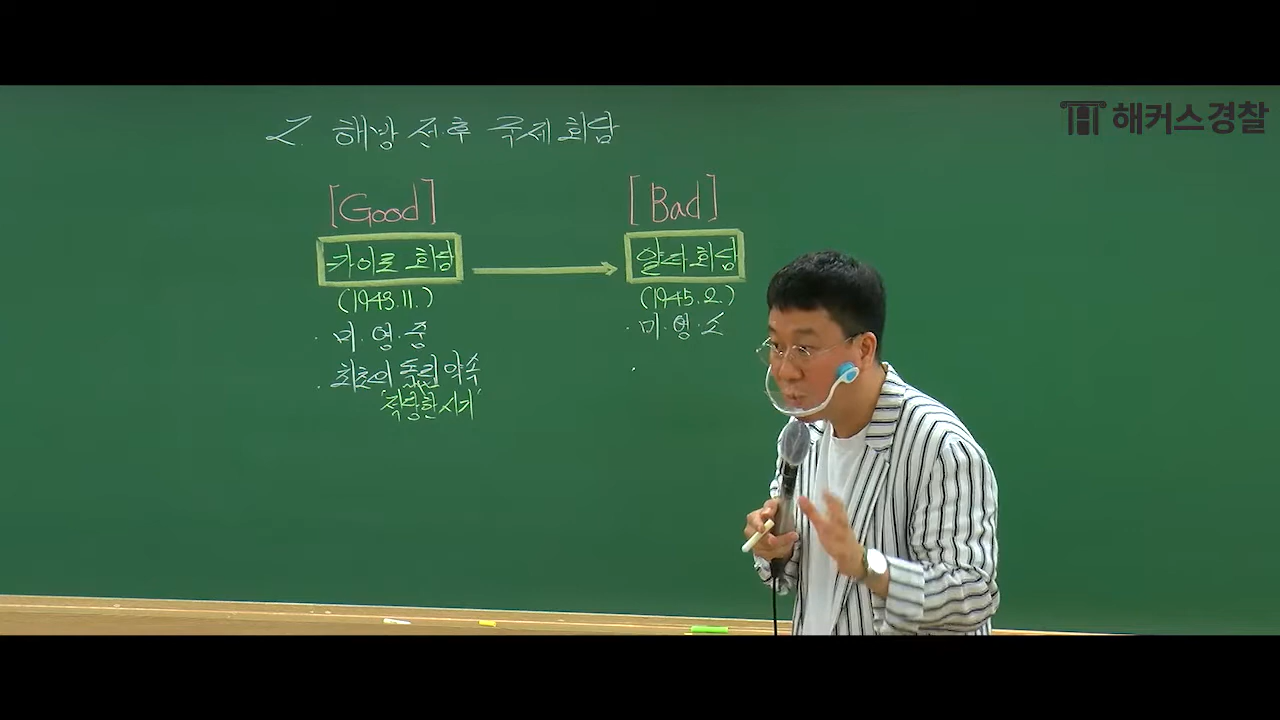 해커스경찰
2. 해방 전·후 국제회담
[Good]
[Bad]
카이로 회담
얄타회담
(1943.11.)
(1945.2.)
· 미·영·중
· 미·영·소
· 최초의 독립 약속
'적당한 시기'